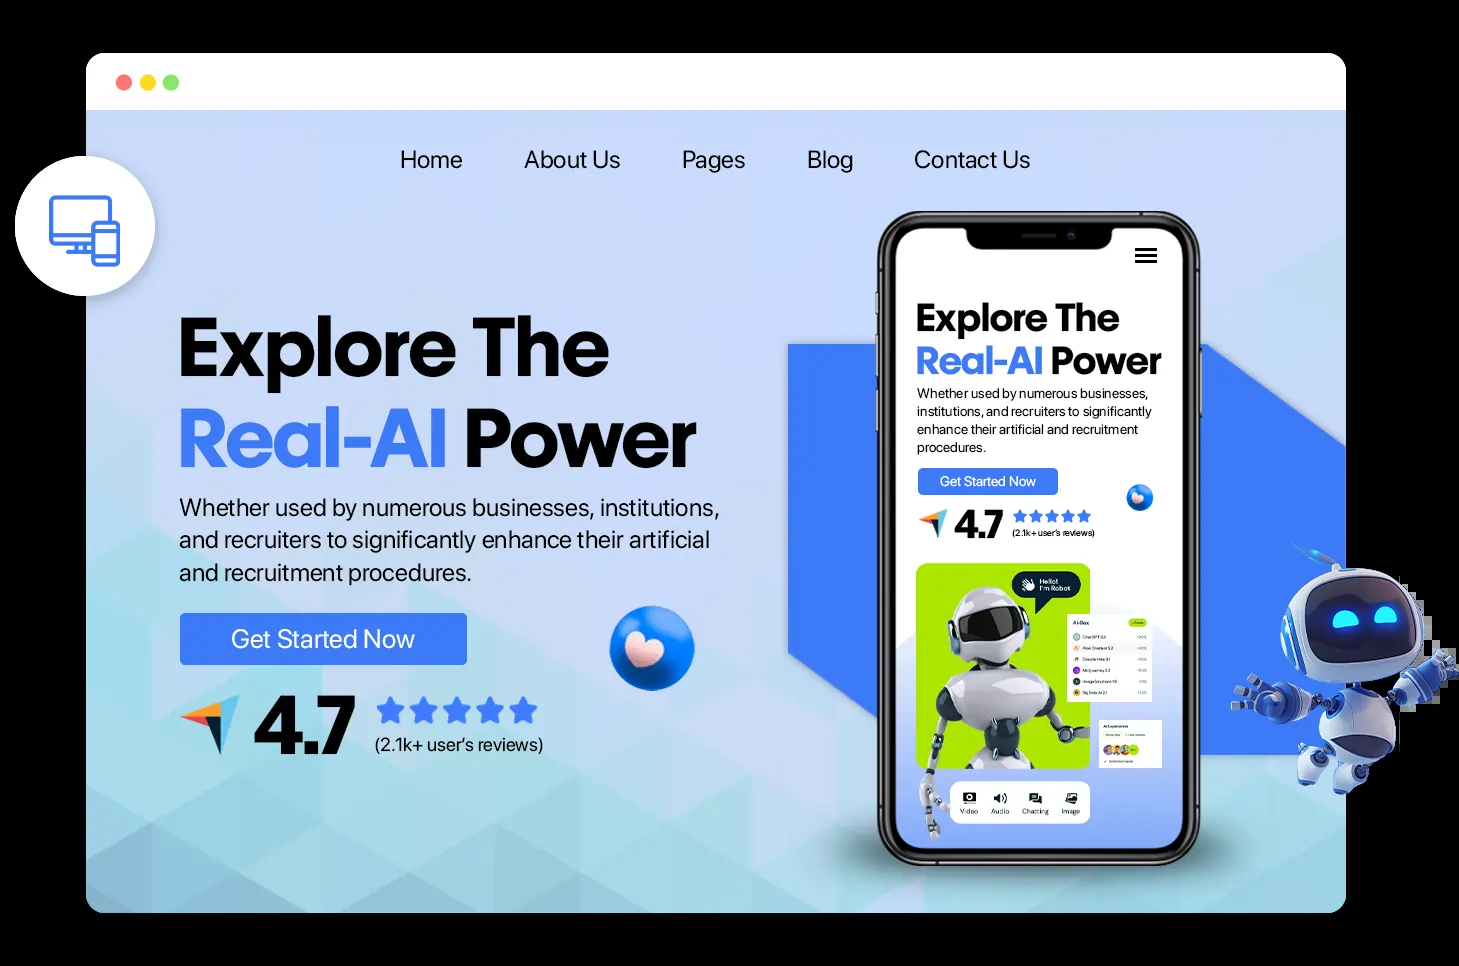 Home About Us Pages Blog Contact Us
Explore The
Real-AI Power
Whether used by numerous businesses, institutions,
and recruiters to significantly enhance their artificial
and recruitment procedures.
Get Started Now
4.7
(2.1k+ user's reviews)
Explore The
Real-AI Power
Whether used by numerous businesses,
institutions, and recruiters to significantly
enhance their artificial and recruitment
procedures.
Get Started Now
4.7
(2.1k+ user's reviews)
Hello!
I'm Robot
AI-Box
Midjourney
AI Experience
Video Audio Chatting Image